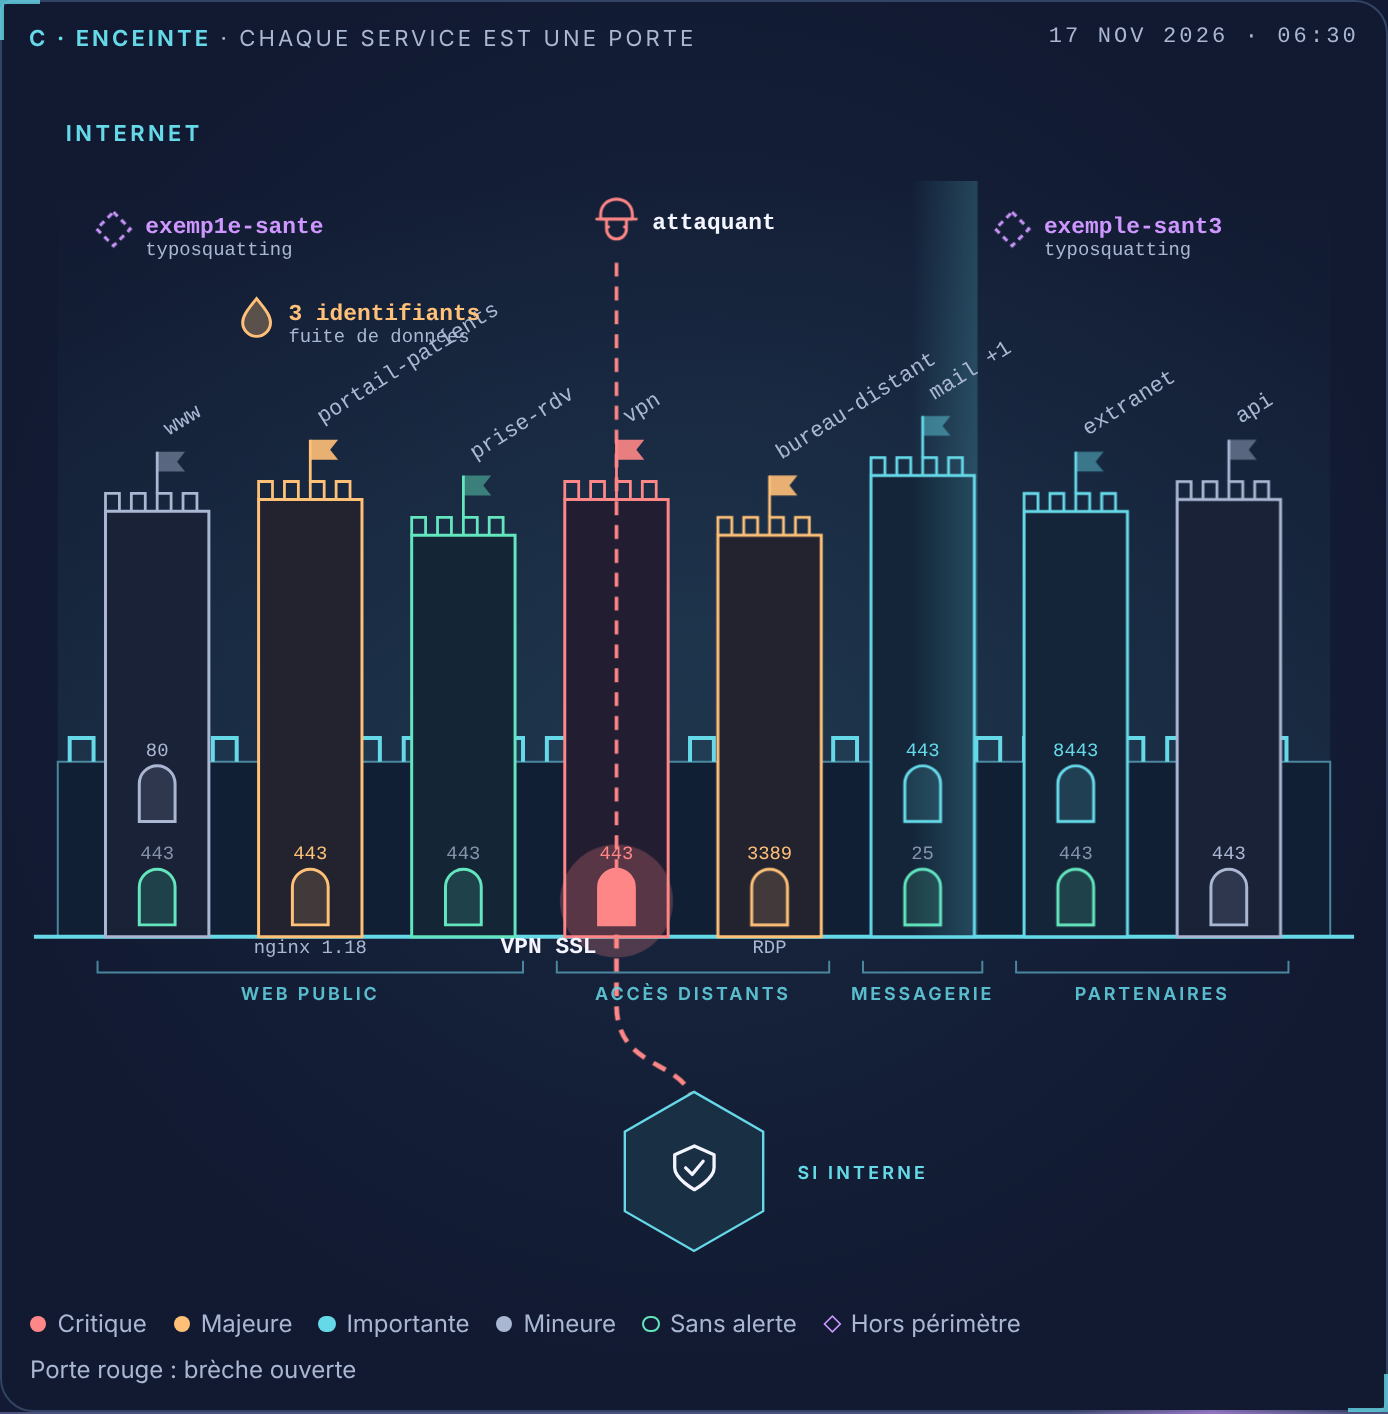 C · ENCEINTE · CHAQUE SERVICE EST UNE PORTE
17 NOV 2026 · 06:30
INTERNET
exemp1e-sante
typosquatting
attaquant
exemple-sant3
typosquatting
3 identifiants
fuite de données
www
portail-patients
prise-rdv
vpn
bureau-distant
mail +1
extranet
api
80
443
8443
443
443
443
443
3389
25
443
443
nginx 1.18
VPN SSL
RDP
WEB PUBLIC
ACCÈS DISTANTS
MESSAGERIE
PARTENAIRES
SI INTERNE
Critique
Majeure
Importante
Mineure
Sans alerte
Hors périmètre
Porte rouge : brèche ouverte